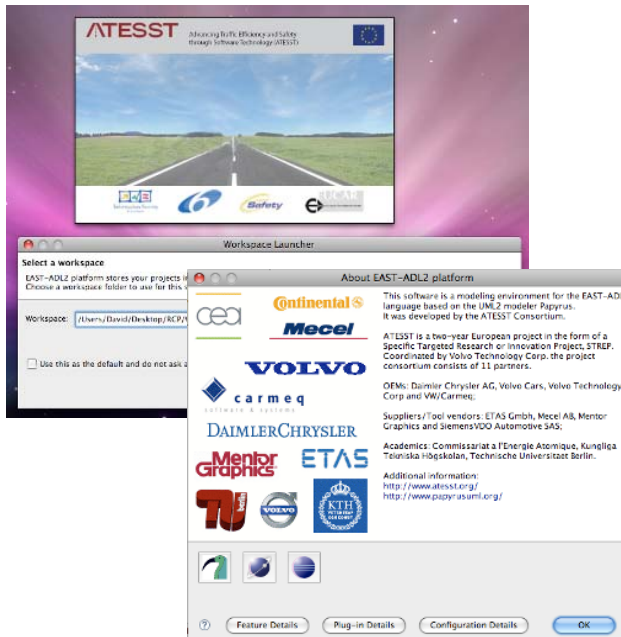 ATESST
Advancing Traffic Efficiency and Safety
through Software Technology (ATESST)
Safety
Workspace Launcher
Select a workspace
EAST-ADL2 platform stores your projects in
Choose a workspace folder to use for this s
Workspace:
/Users/David/Desktop/RCP/
Use this as the default and do not ask a
About EAST-ADL2 platform
cea
Continental
Mecel
VOLVO
carmeq
software & systems
DAIMLERCHRYSLER
Mentor
Graphics
ETAS
TU
berlin
VOLVO
KTH
VETENSKAP
OCH KONST
This software is a modeling environment for the EAST-ADL
language based on the UML2 modeler Papyrus.
It was developed by the ATESST Consortium.
ATESST is a two-year European project in the form of a
Specific Targeted Research or Innovation Project, STREP.
Coordinated by Volvo Technology Corp. the project
consortium consists of 11 partners.
OEMs: Daimler Chrysler AG, Volvo Cars, Volvo Technology
Corp and VW/Carmeq;
Suppliers/Tool vendors: ETAS Gmbh, Mecel AB, Mentor
Graphics and SiemensVDO Automotive SAS;
Academics: Commissariat a l'Energie Atomique, Kungliga
Tekniska Högskolan, Technische Universitaet Berlin.
Additional information:
http://www.atesst.org/
http://www.papyrusuml.org/
?
Feature Details
Plug-in Details
Configuration Details
OK